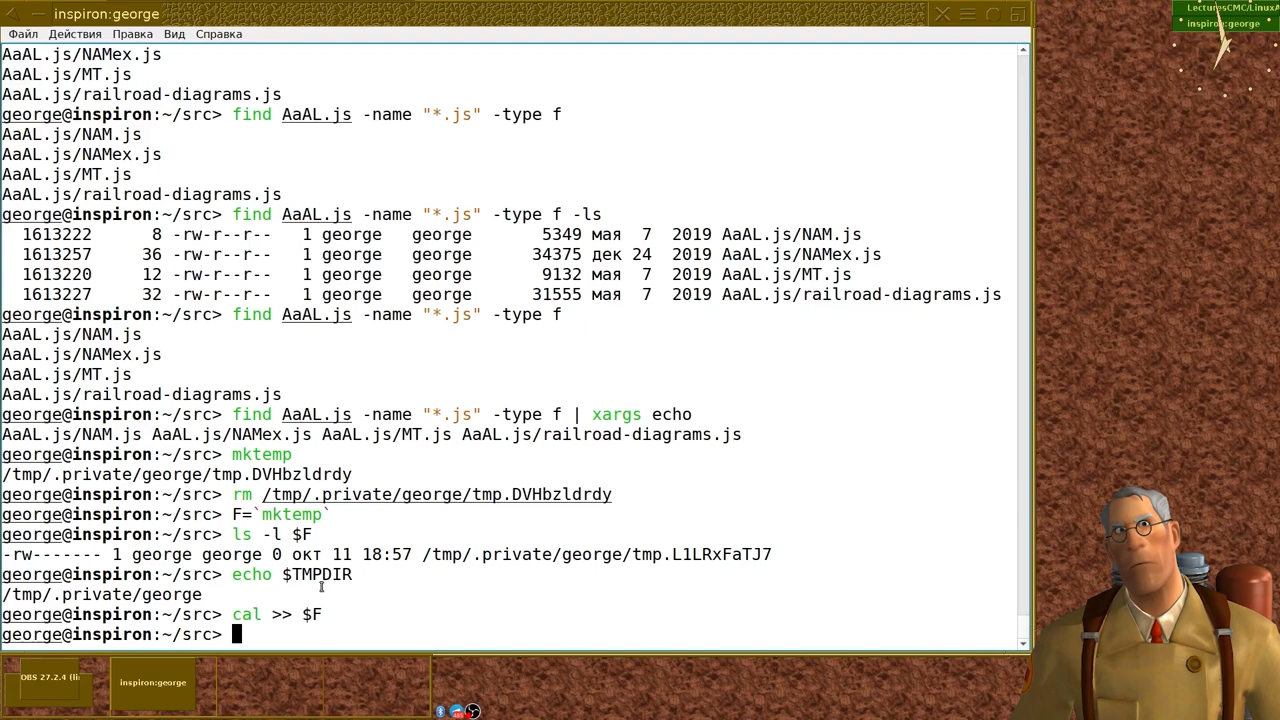 inspiron:george
LecturesCMC/LinuxA
inspiron:george
Файл Действия Правка Вид Справка
AaAL.js/NAMex.js
AaAL.js/MT.js
AaAL.js/railroad-diagrams.js
george@inspiron:~/src> find AaAL.js -name "*.js" -type f
AaAL.js/NAM.js
AaAL.js/NAMex.js
AaAL.js/MT.js
AaAL.js/railroad-diagrams.js
george@inspiron:~/src> find AaAL.js -name "*.js" -type f -ls
1613222 8 -rw-r--r-- 1 george george 5349 мая 7 2019 AaAL.js/NAM.js
1613257 36 -rw-r--r-- 1 george george 34375 дек 24 2019 AaAL.js/NAMex.js
1613220 12 -rw-r--r-- 1 george george 9132 мая 7 2019 AaAL.js/MT.js
1613227 32 -rw-r--r-- 1 george george 31555 мая 7 2019 AaAL.js/railroad-diagrams.js
george@inspiron:~/src> find AaAL.js -name "*.js" -type f
AaAL.js/NAM.js
AaAL.js/NAMex.js
AaAL.js/MT.js
AaAL.js/railroad-diagrams.js
george@inspiron:~/src> find AaAL.js -name "*.js" -type f | xargs echo
AaAL.js/NAM.js AaAL.js/NAMex.js AaAL.js/MT.js AaAL.js/railroad-diagrams.js
george@inspiron:~/src> mktemp
/tmp/.private/george/tmp.DVHbzldrdy
george@inspiron:~/src> rm /tmp/.private/george/tmp.DVHbzldrdy
george@inspiron:~/src> F=`mktemp`
george@inspiron:~/src> ls -l $F
-rw------- 1 george george 0 окт 11 18:57 /tmp/.private/george/tmp.L1LRxFaTJ7
george@inspiron:~/src> echo $TMPDIR
/tmp/.private/george
george@inspiron:~/src> cal >> $F
george@inspiron:~/src>
OBS 27.2.4 (li
inspiron:george